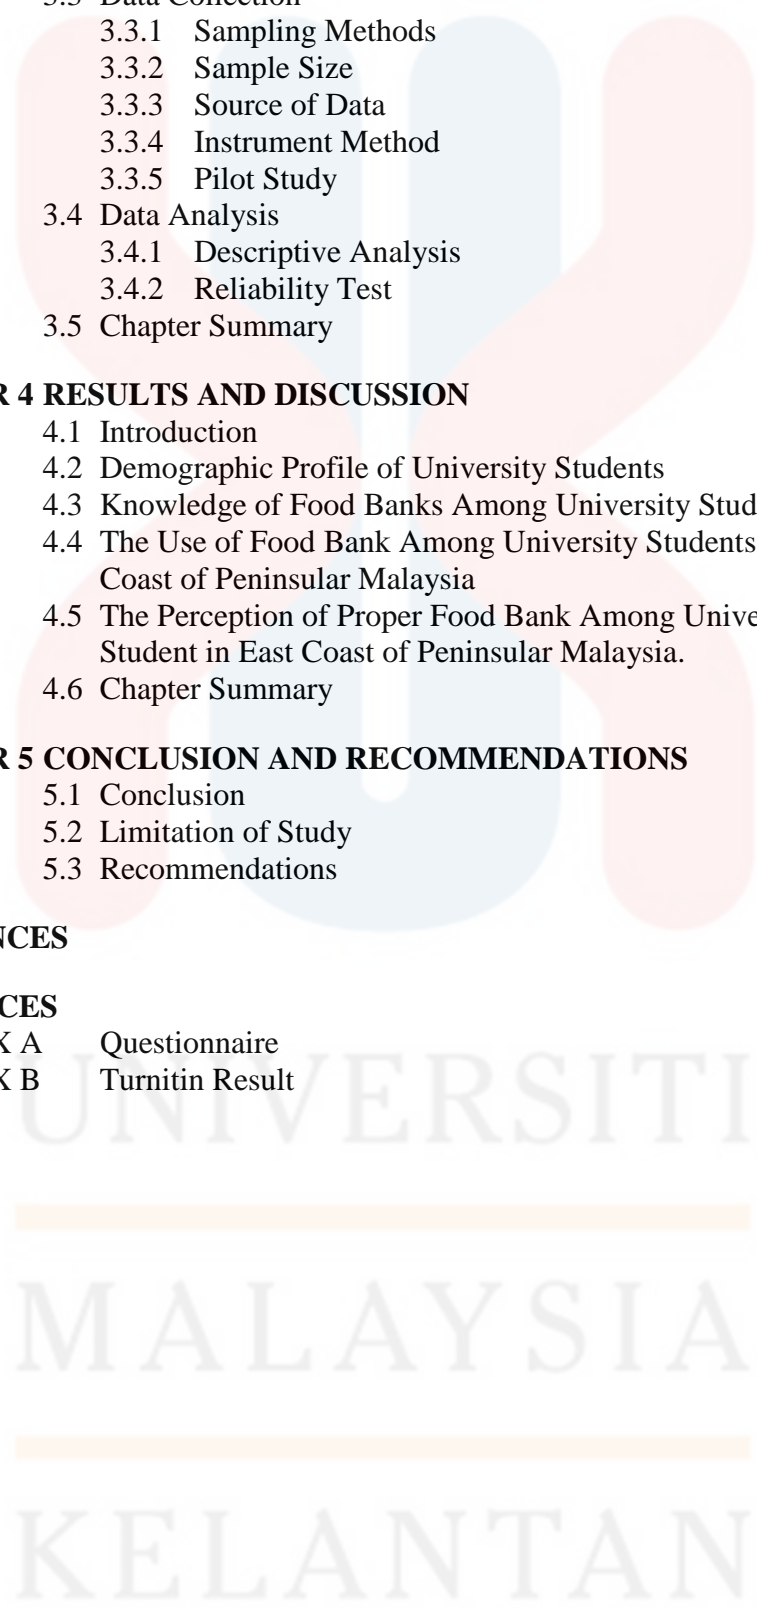 3.3 Data Collection
3.3.1 Sampling Methods
3.3.2 Sample Size
3.3.3 Source of Data
3.3.4 Instrument Method
3.3.5 Pilot Study
3.4 Data Analysis
3.4.1 Descriptive Analysis
3.4.2 Reliability Test
3.5 Chapter Summary
R 4 RESULTS AND DISCUSSION
4.1 Introduction
4.2 Demographic Profile of University Students
4.3 Knowledge of Food Banks Among University Stud
4.4 The Use of Food Bank Among University Students
Coast of Peninsular Malaysia
4.5 The Perception of Proper Food Bank Among Unive
Student in East Coast of Peninsular Malaysia.
4.6 Chapter Summary
R 5 CONCLUSION AND RECOMMENDATIONS
5.1 Conclusion
5.2 Limitation of Study
5.3 Recommendations
NCES
CES
X A Questionnaire
X B Turnitin Result
UNIVERSITI
MALAYSIA
KELANTAN